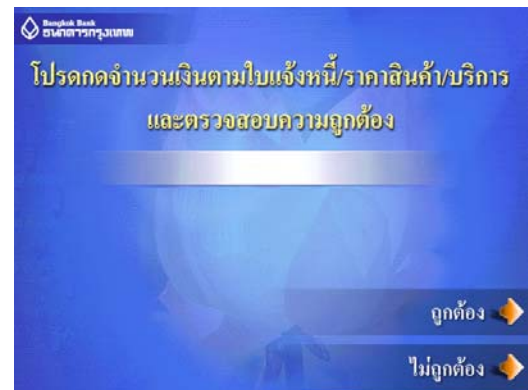 Bangkok Bank
ธนาคารกรุงเทพ
โปรดกดจำนวนเงินตามใบแจ้งหนี้/ราคาสินค้า/บริการ
และตรวจสอบความถูกต้อง
ถูกต้อง
ไม่ถูกต้อง